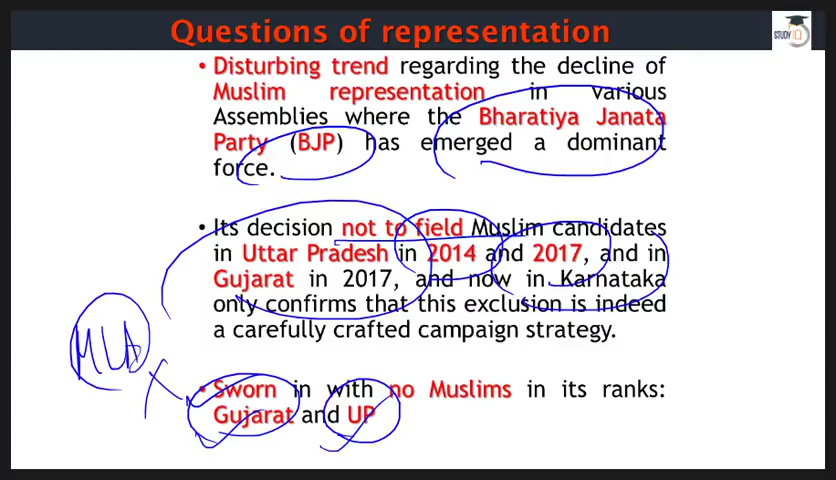 Questions of representation
STUDY IQ
• Disturbing trend regarding the decline of
Muslim representation in various
Assemblies where the Bharatiya Janata
Party (BJP) has emerged a dominant
force.
• Its decision not to field Muslim candidates
in Uttar Pradesh in 2014 and 2017, and in
Gujarat in 2017, and now in Karnataka
only confirms that this exclusion is indeed
a carefully crafted campaign strategy.
MLA
• Sworn in with no Muslims in its ranks:
Gujarat and UP